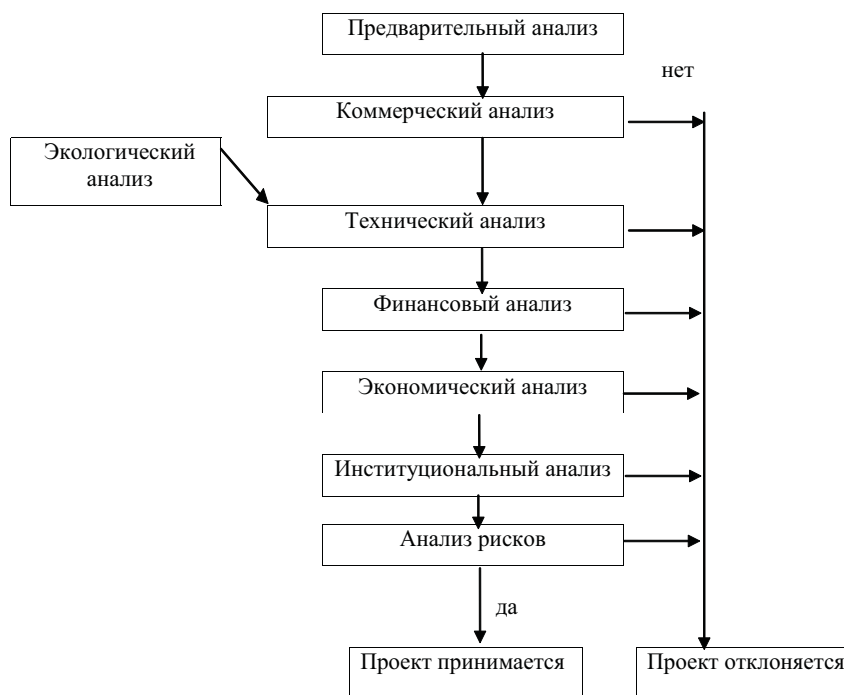 Предварительный анализ
нет
Коммерческий анализ
Экологический
анализ
Технический анализ
Финансовый анализ
Экономический анализ
Институциональный анализ
Анализ рисков
да
Проект принимается
Проект отклоняется